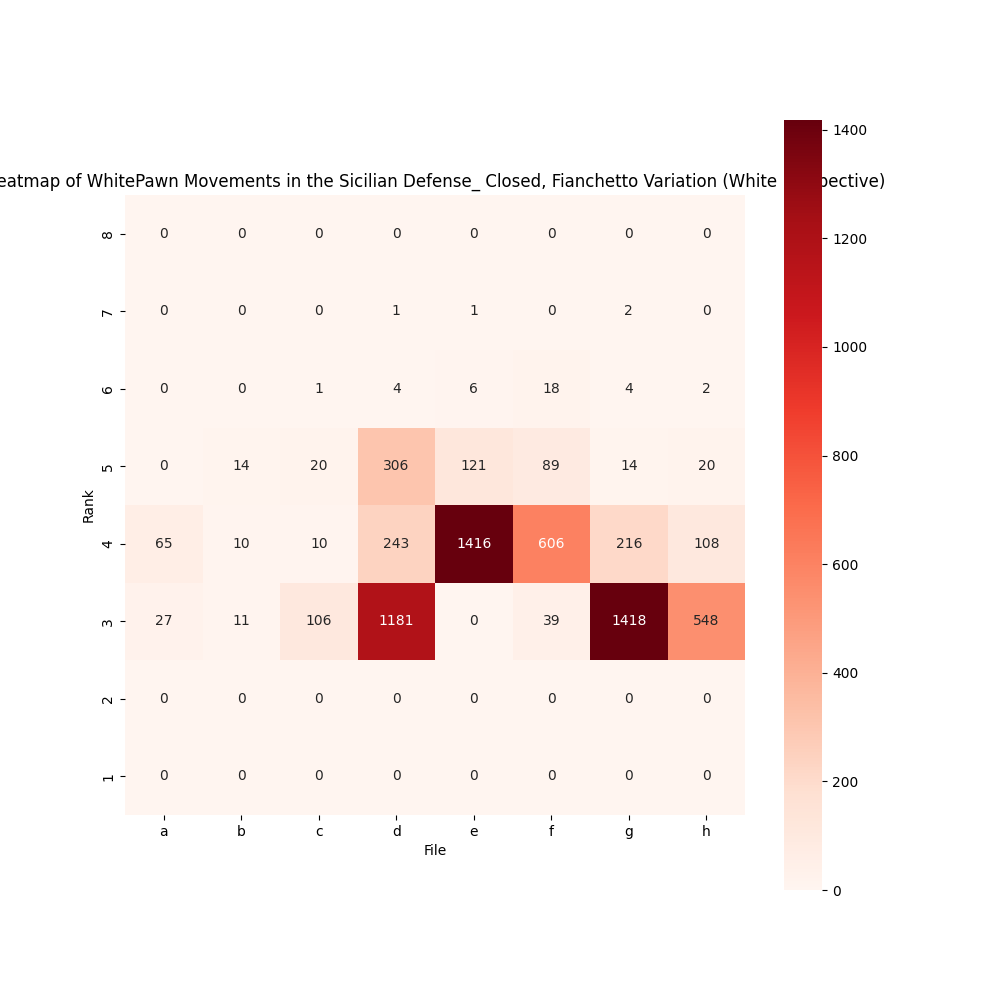 eatmap of WhitePawn Movements in the Sicilian Defense_ Closed, Fianchetto Variation (White pective)
8 0 0 0 0 0 0 0 0
7 0 0 0 1 1 0 2 0
6 0 0 1 4 6 18 4 2
5 0 14 20 306 121 89 14 20
4 65 10 10 243 1416 606 216 108
3 27 11 106 1181 0 39 1418 548
2 0 0 0 0 0 0 0 0
1 0 0 0 0 0 0 0 0
a b c d e f g h
File
Rank
1400
1200
1000
800
600
400
200
0